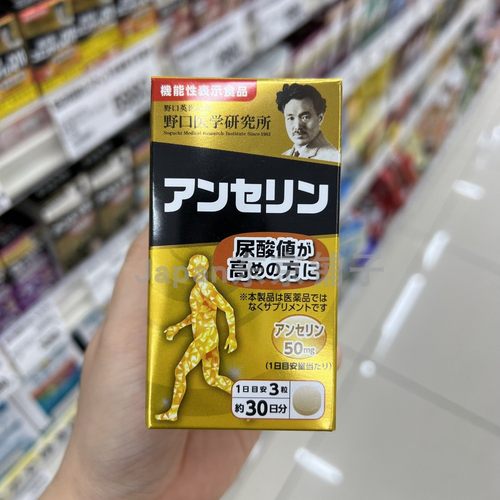 機能性表示食品
野口医学研究所
Noguchi Medical Research Institute Since 1983
アンセリン
尿酸値が
高めの方に
※本製品は医薬品では
なくサプリメントです
アンセリン
50mg
(1日目安量当たり)
1日目安3粒
約30日分